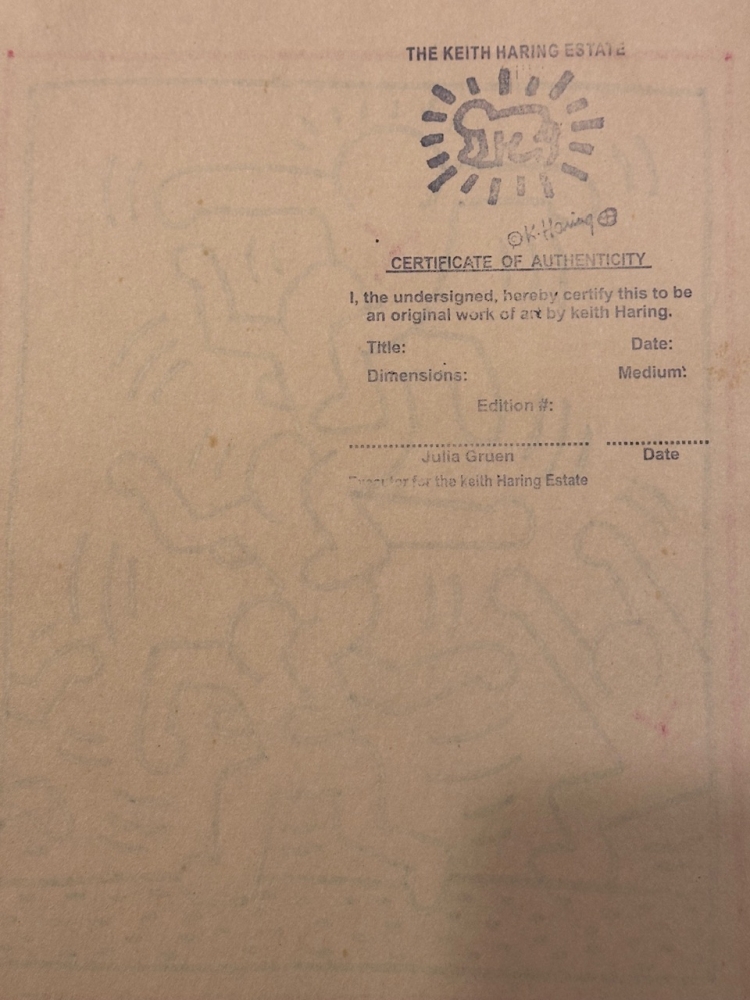 THE KEITH HARING ESTATE
K. Haring
CERTIFICATE OF AUTHENTICITY
I, the undersigned, hereby certify this to be
an original work of art by keith Haring.
Title: Date:
Dimensions: Medium:
Edition #:
Julia Gruen Date
Executor for the keith Haring Estate